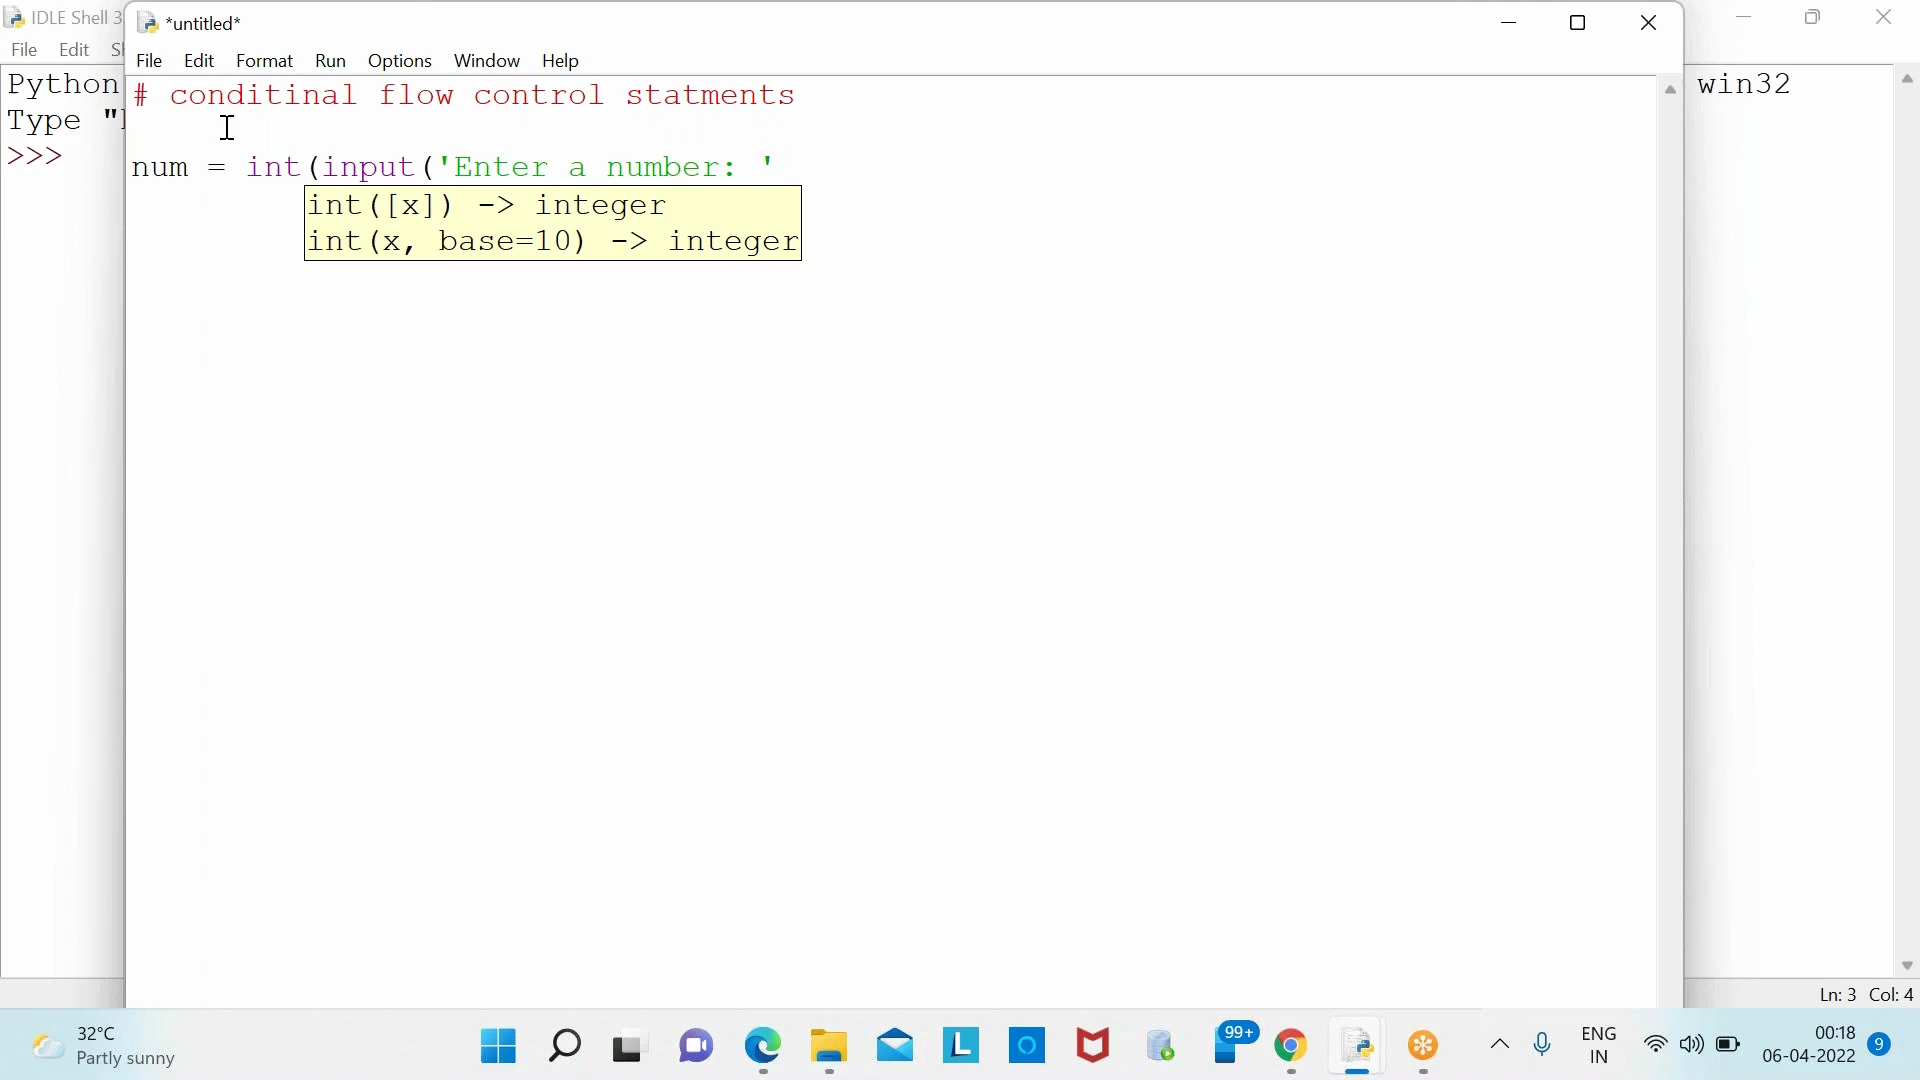 IDLE Shell 3
*untitled*
File Edit Sh
File Edit Format Run Options Window Help
Python
win32
Type "
>>>
# conditinal flow control statments
num = int(input('Enter a number: '
int([x]) -> integer
int(x, base=10) -> integer
Ln: 3 Col: 4
32°C
Partly sunny
99+
ENG
IN
00:18
06-04-2022
9